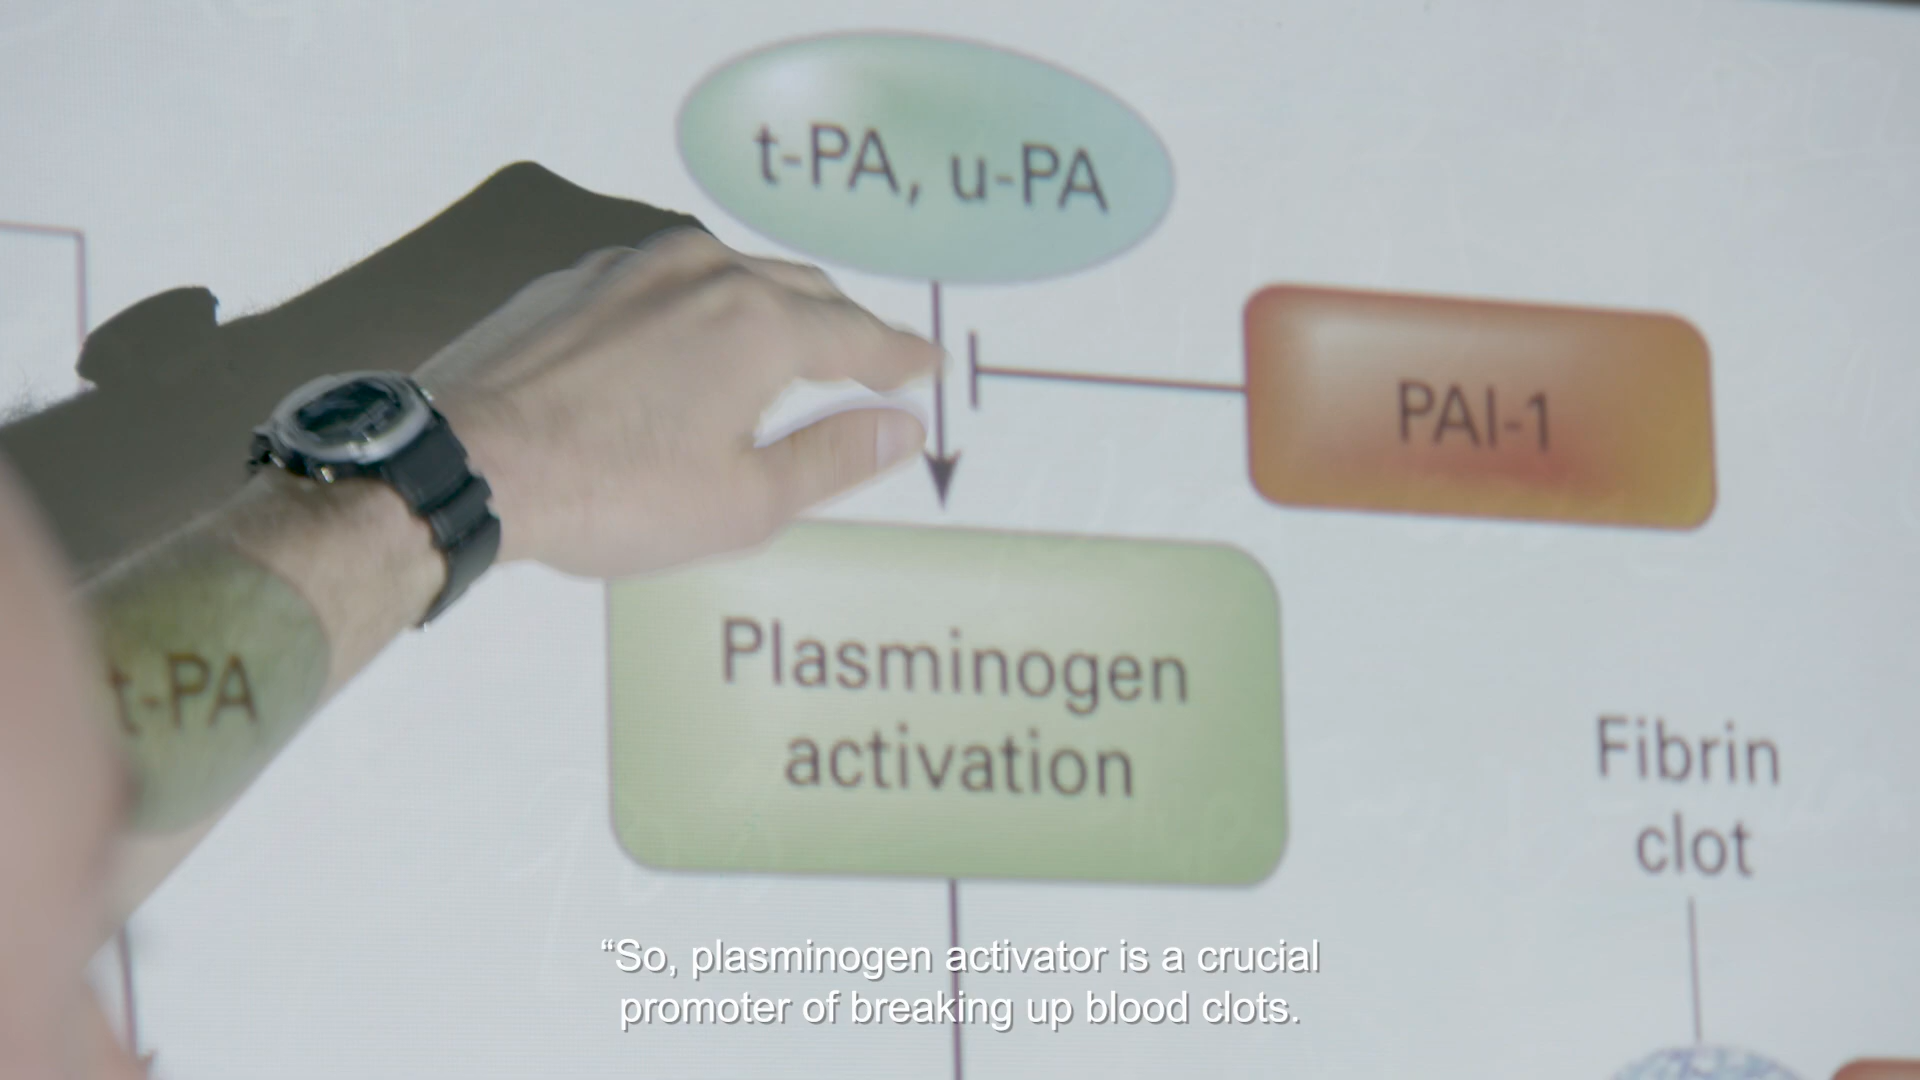 t-PA, u-PA
PAI-1
t-PA
Plasminogen
activation
Fibrin
clot
“So, plasminogen activator is a crucial
promoter of breaking up blood clots.